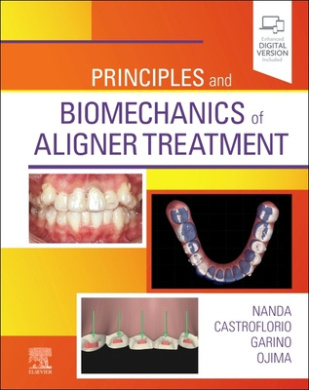 Enhanced
DIGITAL
VERSION
Included
PRINCIPLES and
BIOMECHANICS of
ALIGNER TREATMENT
NANDA
CASTROFLORIO
GARINO
OJIMA
ELSEVIER